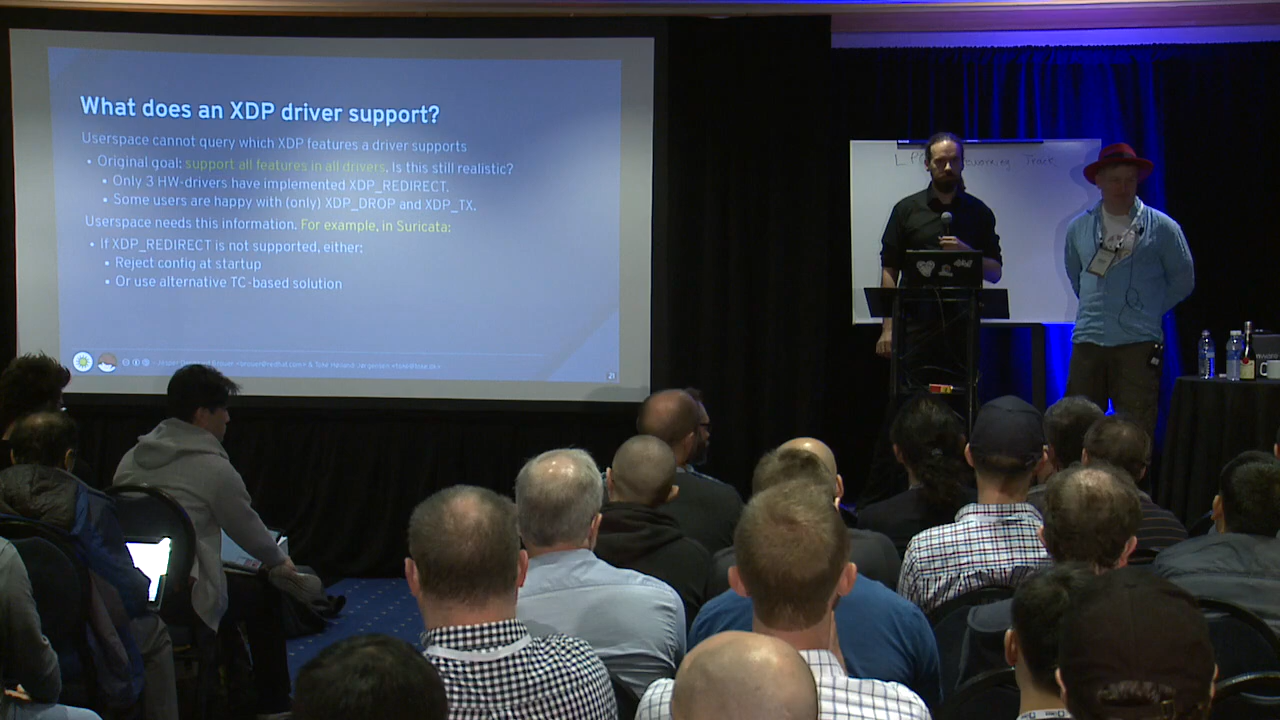 What does an XDP driver support?
Userspace cannot query which XDP features a driver supports
• Original goal: support all features in all drivers. Is this still realistic?
• Only 3 HW-drivers have implemented XDP_REDIRECT.
• Some users are happy with (only) XDP_DROP and XDP_TX.
Userspace needs this information. For example, in Suricata:
• If XDP_REDIRECT is not supported, either:
• Reject config at startup
• Or use alternative TC-based solution
21
Track